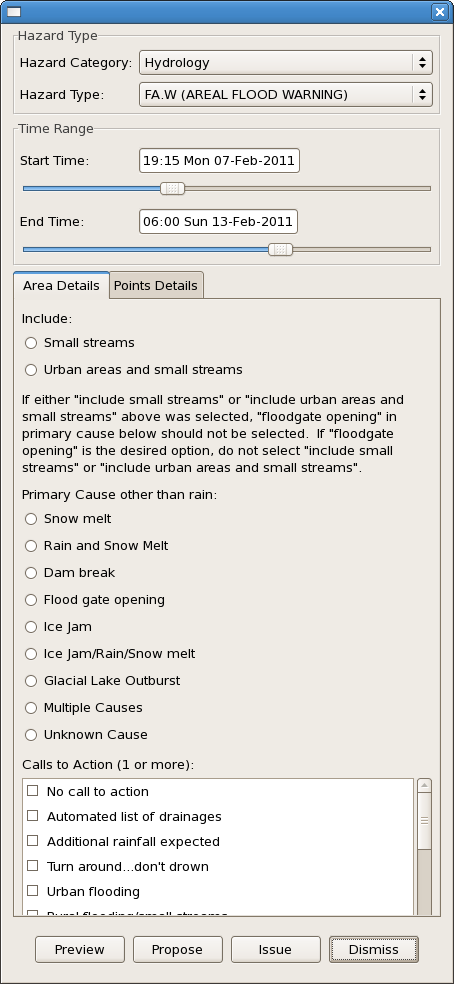 Hazard Type
Hazard Category: Hydrology
Hazard Type: FA.W (AREAL FLOOD WARNING)
Time Range
Start Time: 19:15 Mon 07-Feb-2011
End Time: 06:00 Sun 13-Feb-2011
Area Details Points Details
Include:
Small streams
Urban areas and small streams
If either "include small streams" or "include urban areas and
small streams" above was selected, "floodgate opening" in
primary cause below should not be selected.  If "floodgate
opening" is the desired option, do not select "include small
streams" or "include urban areas and small streams".
Primary Cause other than rain:
Snow melt
Rain and Snow Melt
Dam break
Flood gate opening
Ice Jam
Ice Jam/Rain/Snow melt
Glacial Lake Outburst
Multiple Causes
Unknown Cause
Calls to Action (1 or more):
No call to action
Automated list of drainages
Additional rainfall expected
Turn around...don't drown
Urban flooding
Rural flooding/small streams
Preview Propose Issue Dismiss